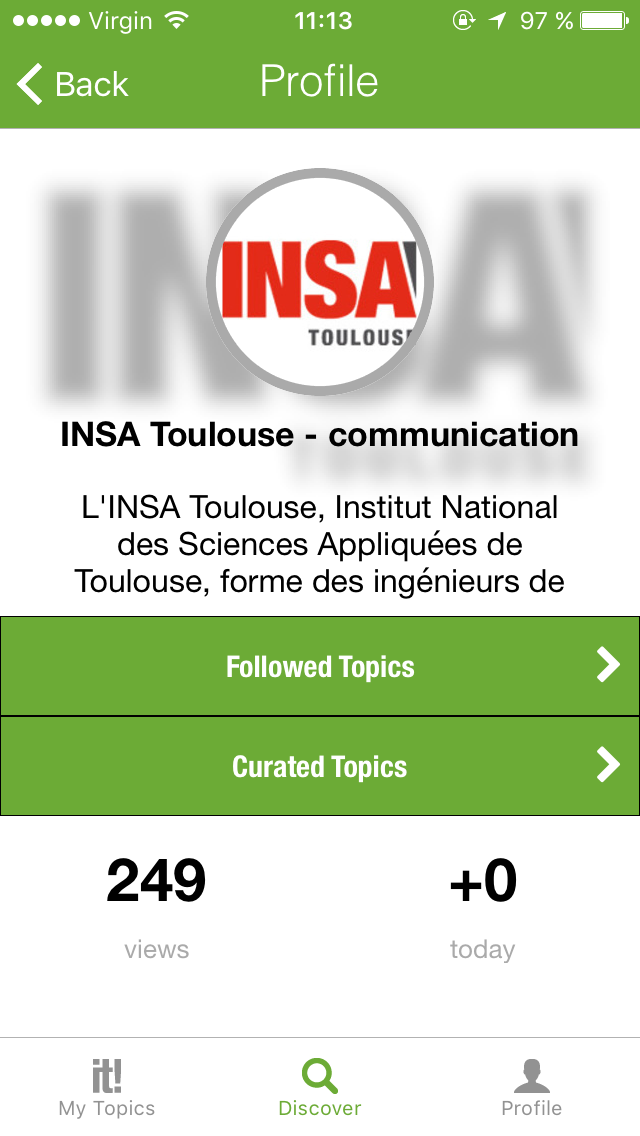 Virgin 11:13 97 %
Back Profile
INSA
TOULOUSE
INSA Toulouse - communication
L'INSA Toulouse, Institut National
des Sciences Appliquées de
Toulouse, forme des ingénieurs de
Followed Topics
Curated Topics
249 +0
views today
it!
My Topics Discover Profile